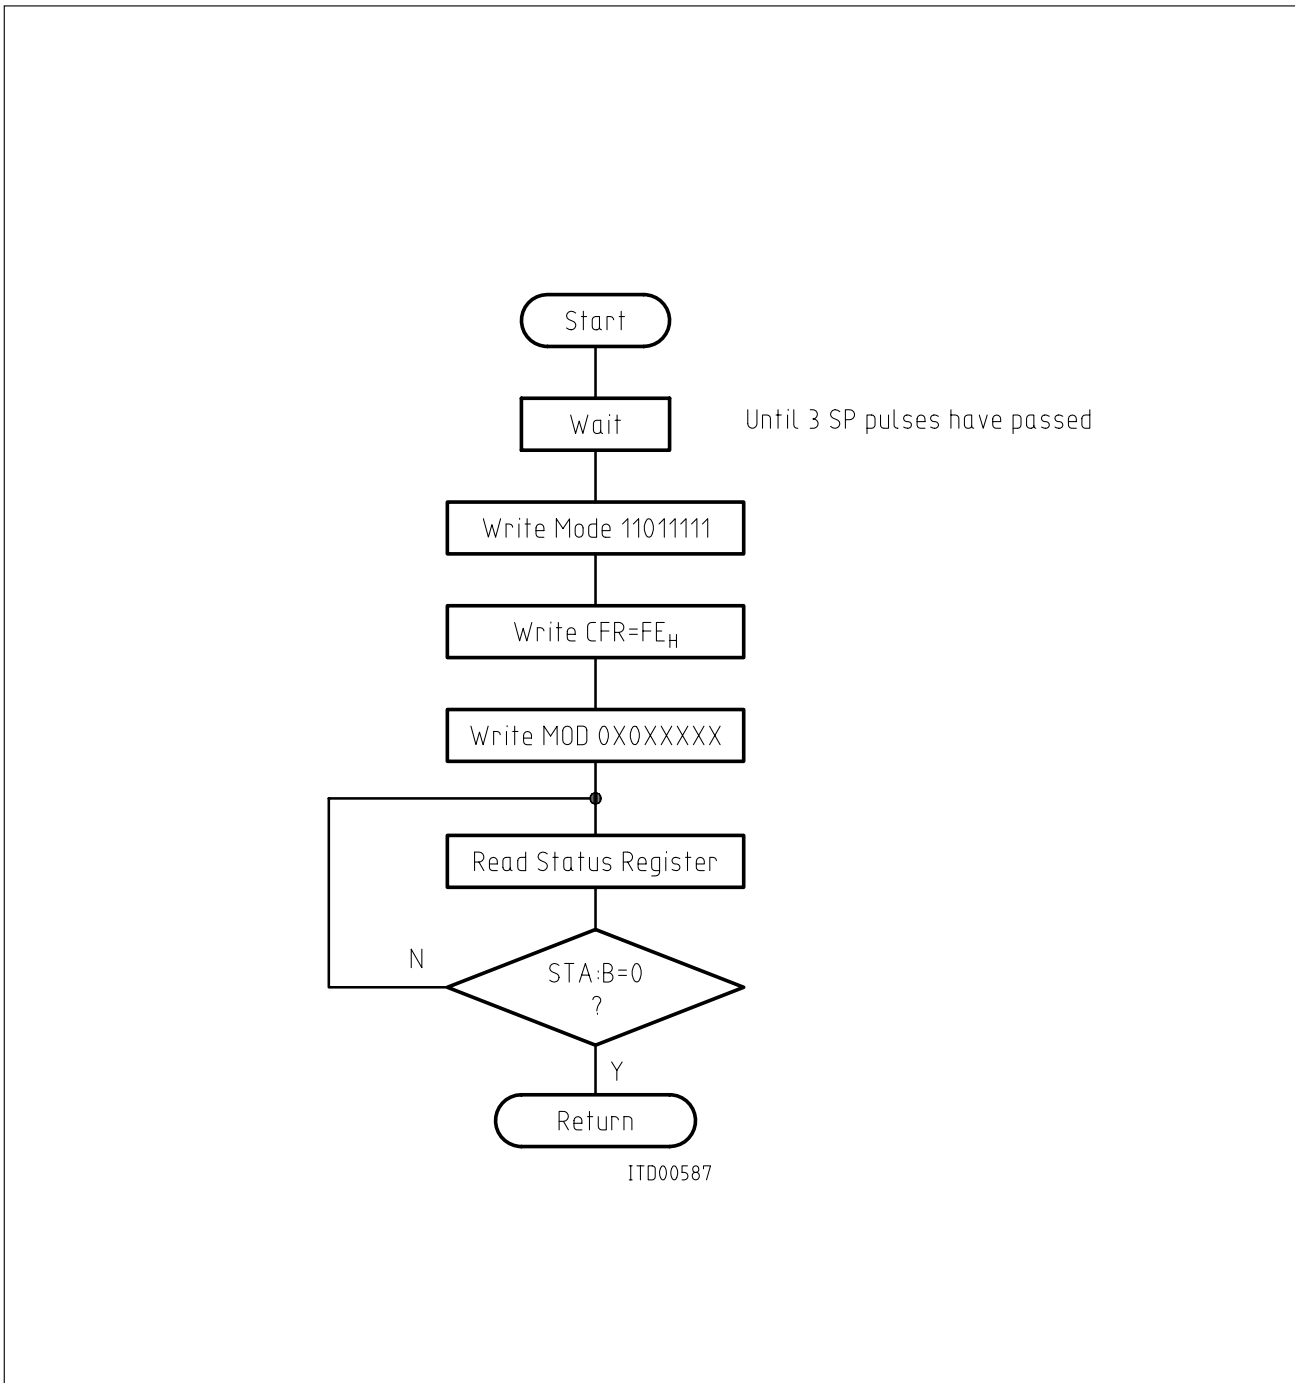 Start
Wait
Until 3 SP pulses have passed
Write Mode 11011111
Write CFR=FEH
Write MOD 0X0XXXXX
Read Status Register
N
STA:B=0
?
Y
Return
ITD00587